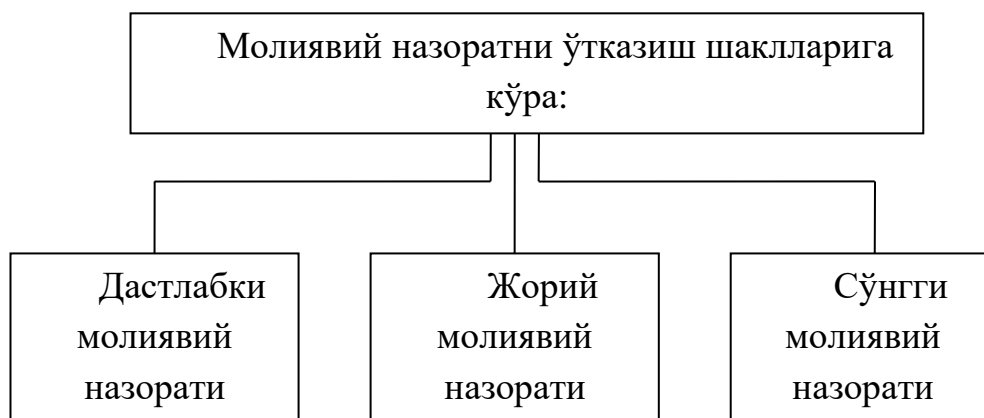 Молиявий назоратни ўтказиш шаклларига
кўра:
Дастлабки
молиявий
назорати
Жорий
молиявий
назорати
Сўнгги
молиявий
назорати